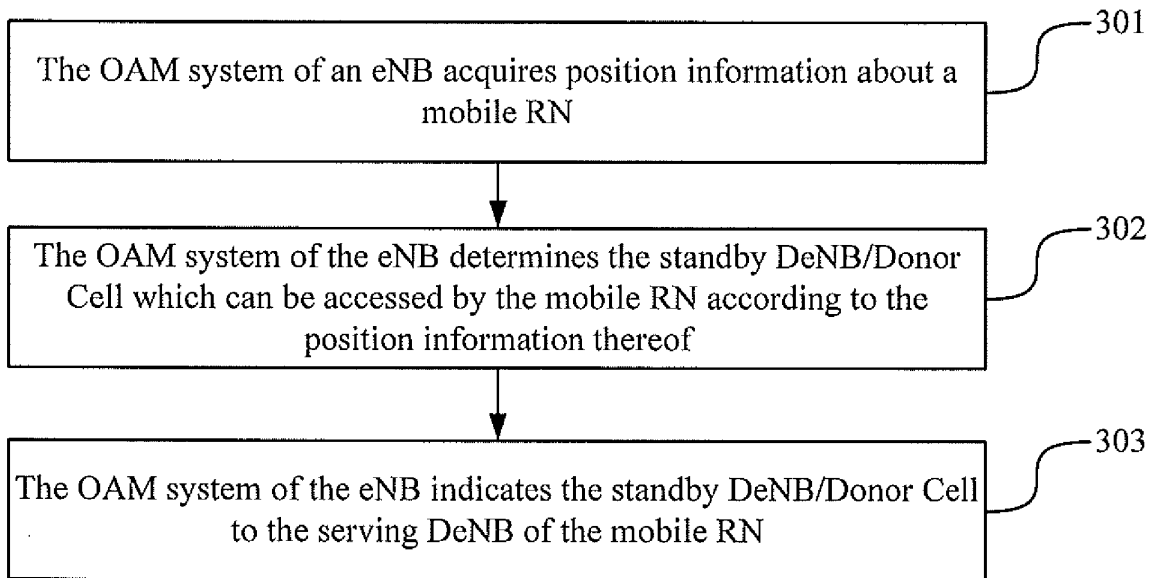 301
The OAM system of an eNB acquires position information about a
mobile RN
302
The OAM system of the eNB determines the standby DeNB/Donor
Cell which can be accessed by the mobile RN according to the
position information thereof
303
The OAM system of the eNB indicates the standby DeNB/Donor Cell
to the serving DeNB of the mobile RN